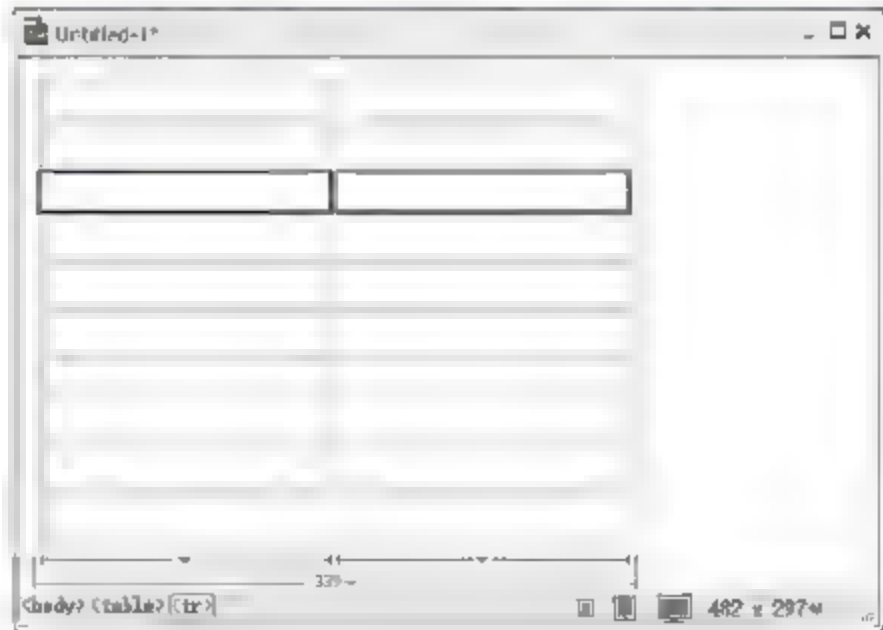 Untitled-1*
339
<body> <table> <tr>
482 x 297